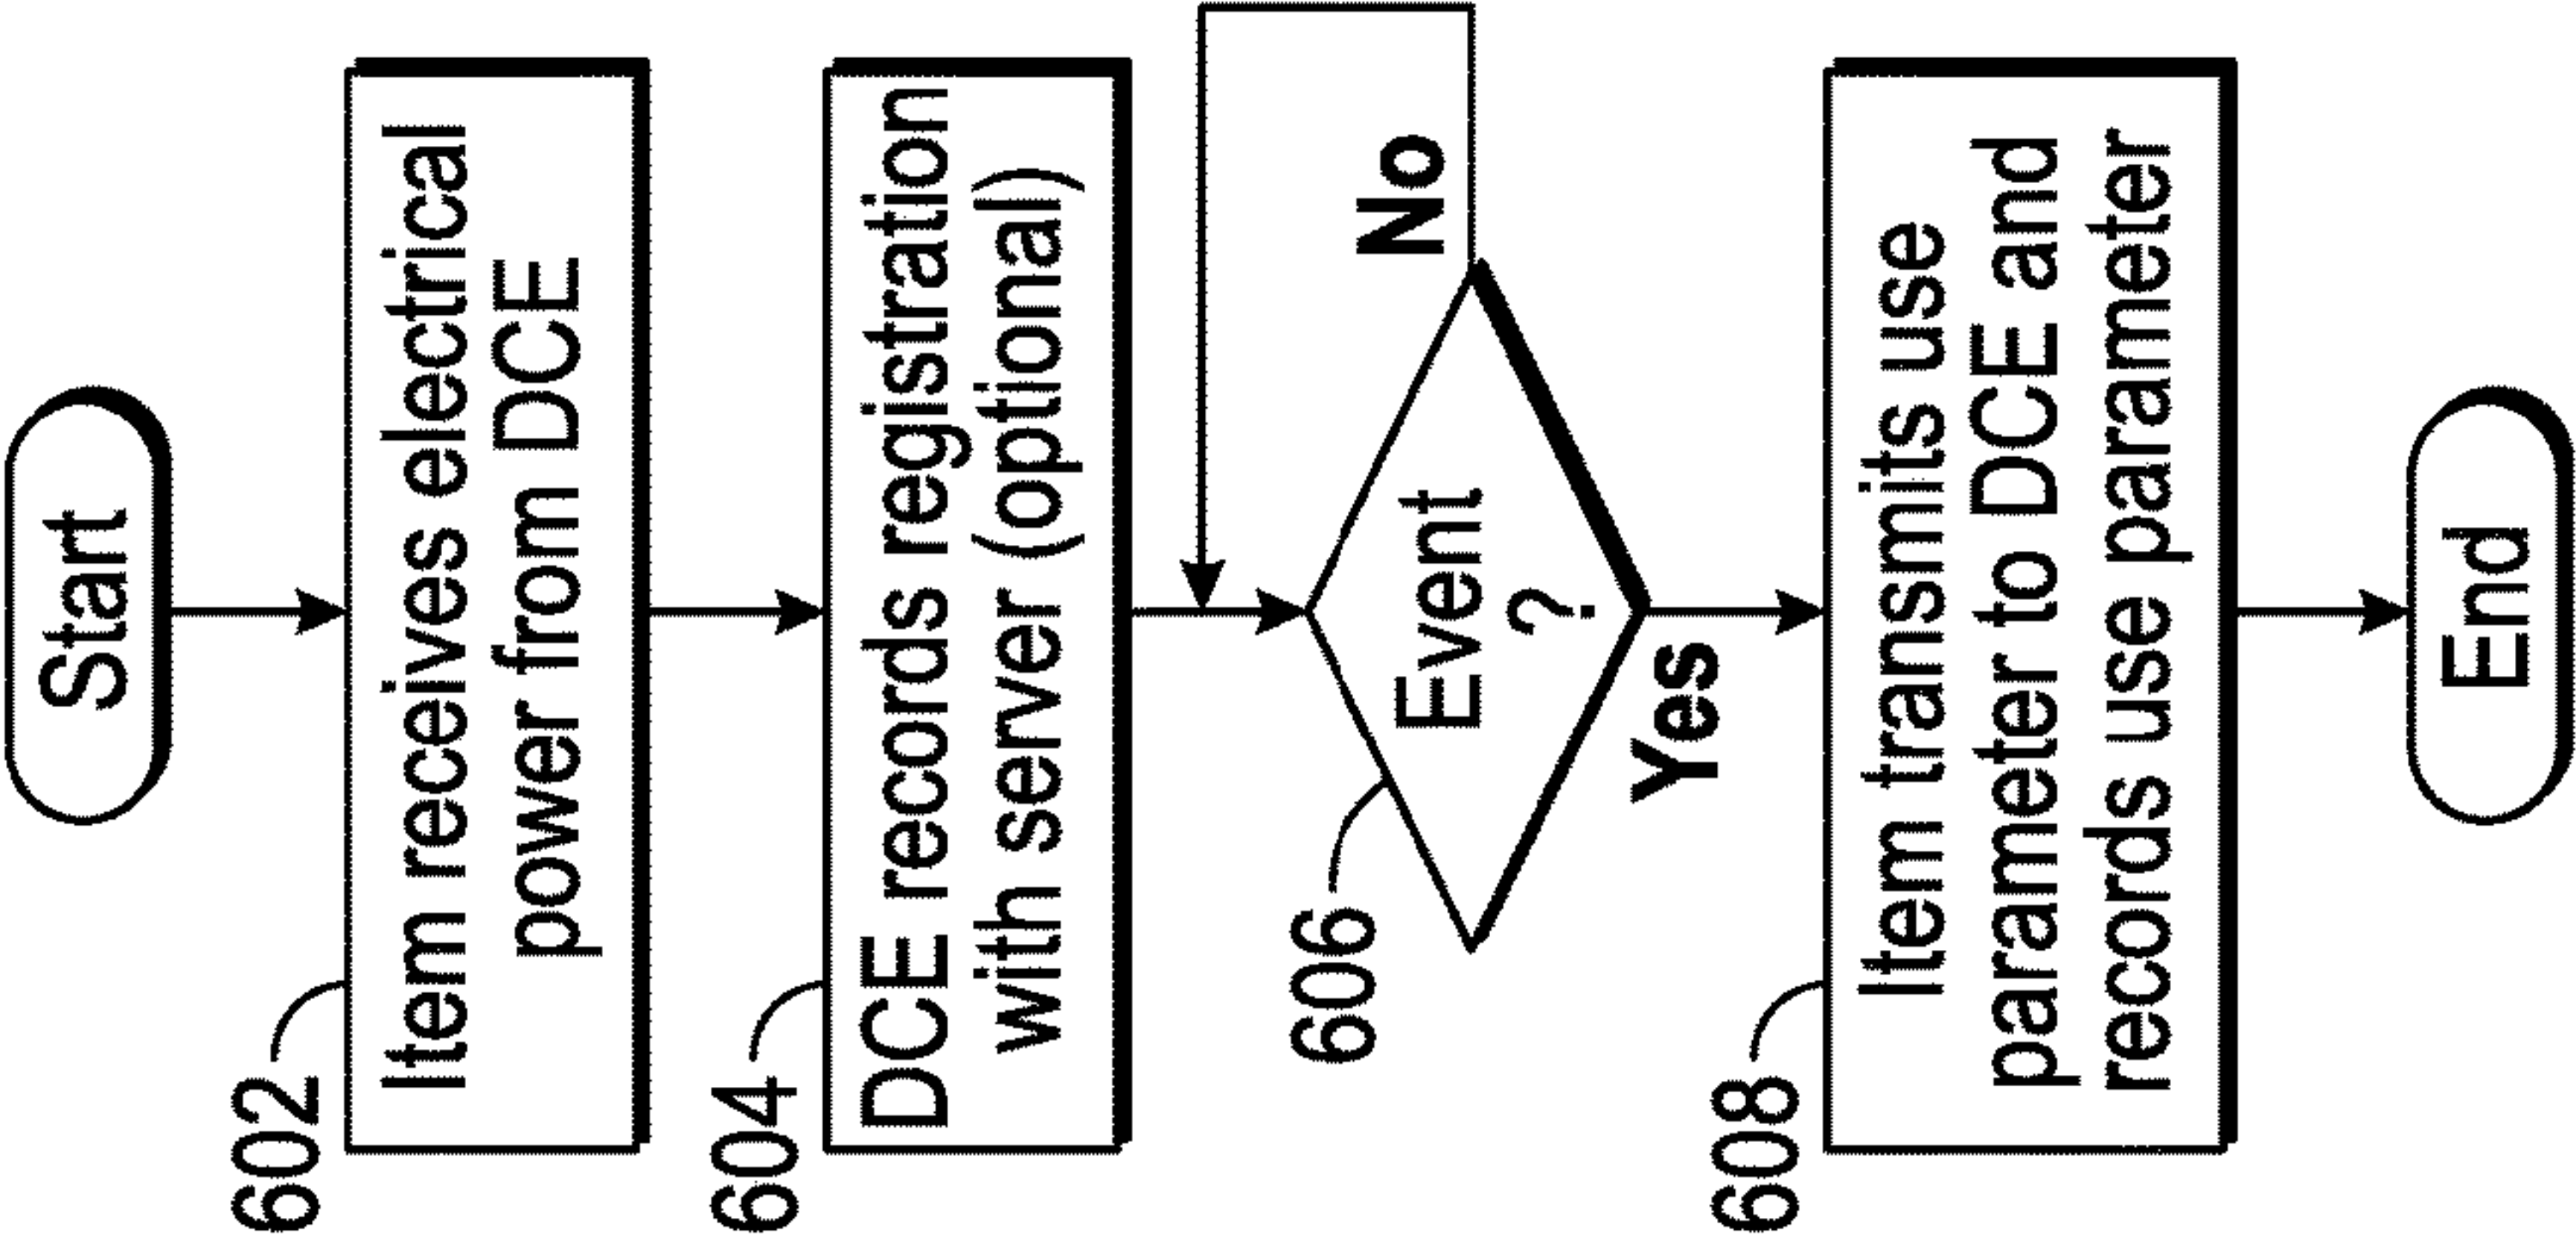 Start
602
Item receives electrical
power from DCE
604
DCE records registration
with server (optional)
606
Event
?
No
Yes
608
Item transmits use
parameter to DCE and
records use parameter
End